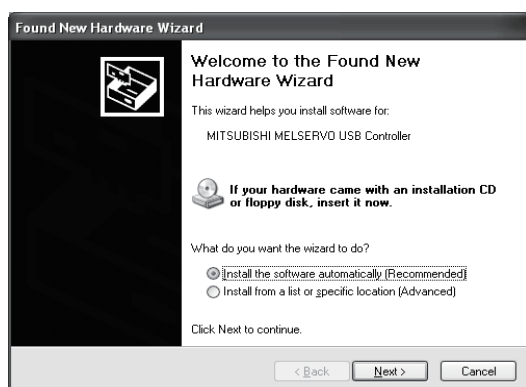 Found New Hardware Wizard
Welcome to the Found New
Hardware Wizard
This wizard helps you install software for:
MITSUBISHI MELSERVO USB Controller
If your hardware came with an installation CD
or floppy disk, insert it now.
What do you want the wizard to do?
Install the software automatically (Recommended)
Install from a list or specific location (Advanced)
Click Next to continue.
< Back
Next >
Cancel